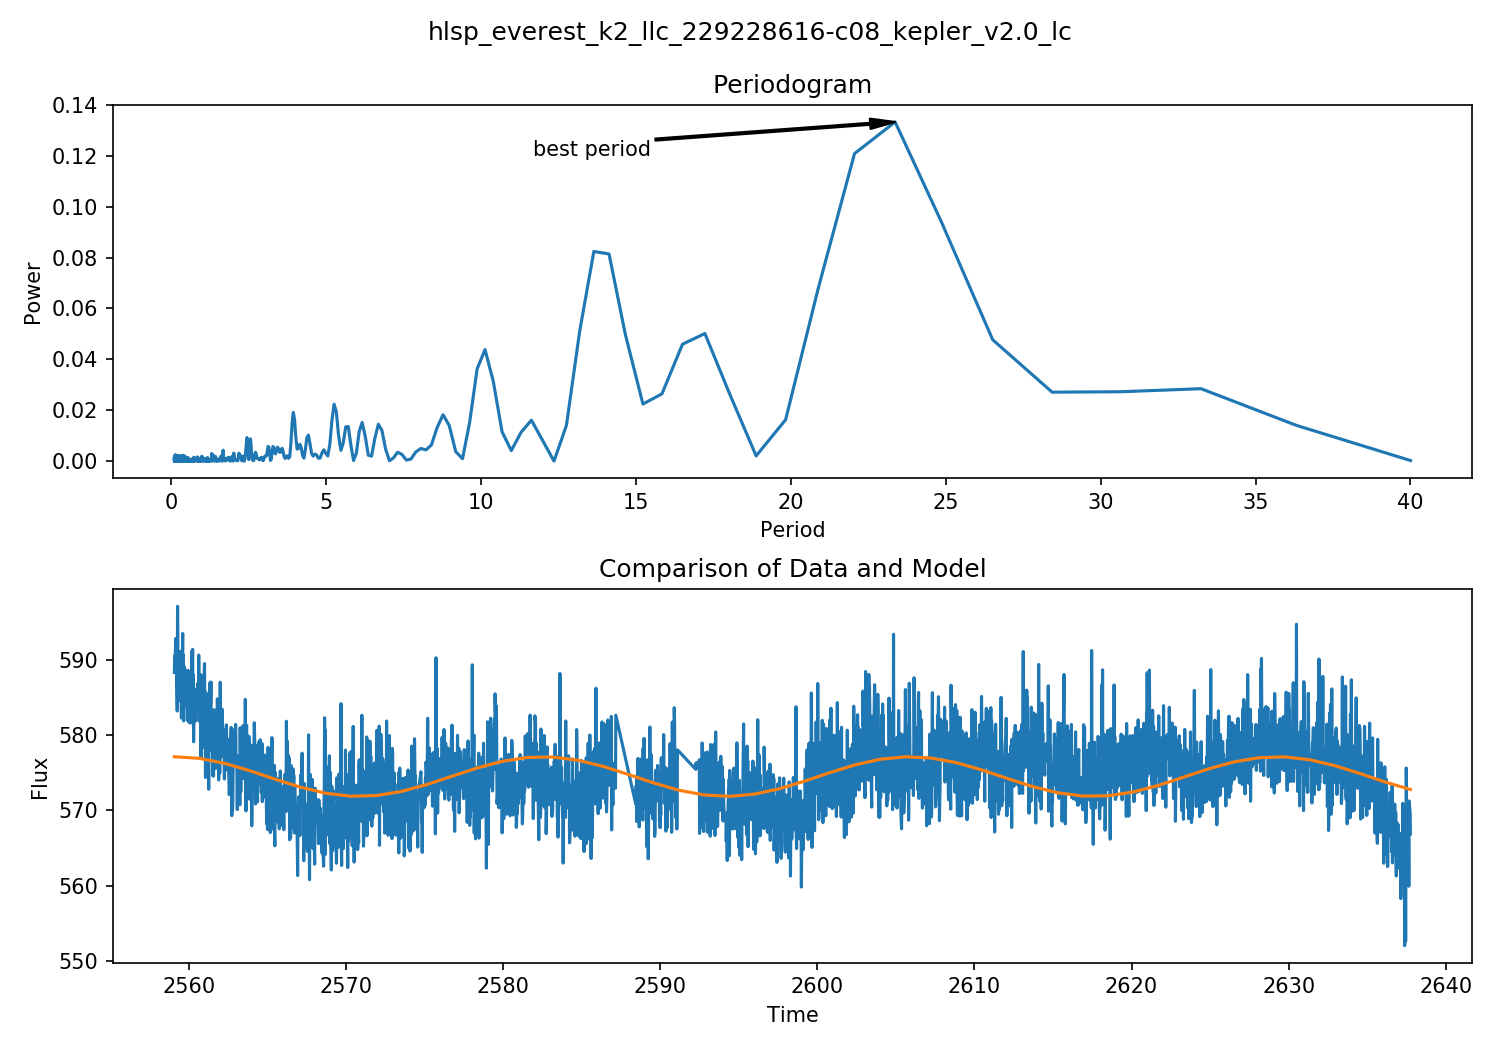 hlsp_everest_k2_llc_229228616-c08_kepler_v2.0_lc
Periodogram
0.14
0.12
0.10
0.08
0.06
0.04
0.02
0.00
Power
best period
0 5 10 15 20 25 30 35 40
Period
Comparison of Data and Model
590
580
570
560
550
Flux
2560 2570 2580 2590 2600 2610 2620 2630 2640
Time